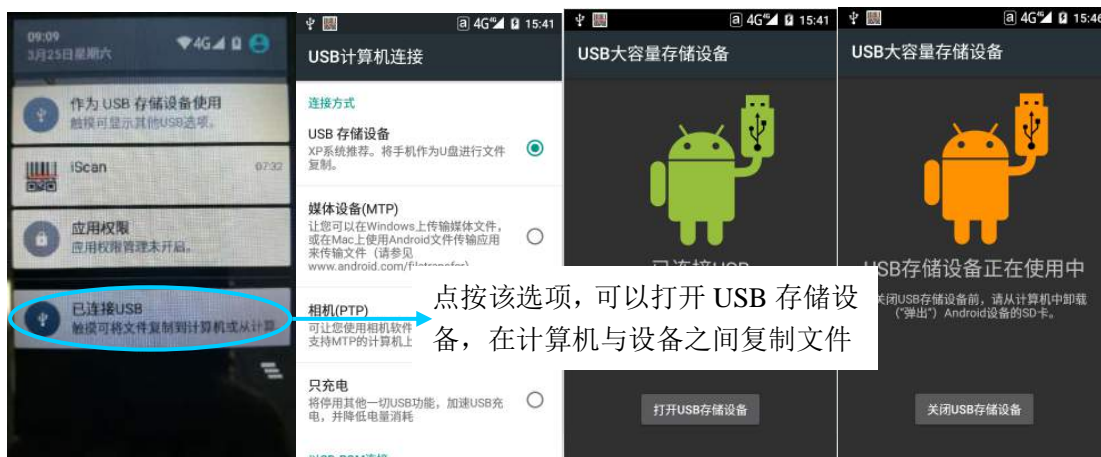 09:09
3月25日星期六
4G
作为 USB 存储设备使用
触摸可显示其他USB选项。
iScan
07:32
应用权限
应用权限管理未开启。
已连接USB
触摸可将文件复制到计算机或从计算
4G 15:41
USB计算机连接
连接方式
USB 存储设备
XP系统推荐。将手机作为U盘进行文件
复制。
媒体设备(MTP)
让您可以在Windows上传输媒体文件，
或在Mac上使用Android文件传输应用
来传输文件（请参见
www.android.com/filetransfer）
相机(PTP)
可让您使用相机软件
支持MTP的计算机上
只充电
将停用其他一切USB功能，加速USB充
电，并降低电量消耗
点按该选项，可以打开 USB 存储设
备，在计算机与设备之间复制文件
a 4G 15:41
USB大容量存储设备
已连接USB
打开USB存储设备
a 4G 15:46
USB大容量存储设备
USB存储设备正在使用中
关闭USB存储设备前，请从计算机中卸载
("弹出"）Android设备的SD卡。
关闭USB存储设备